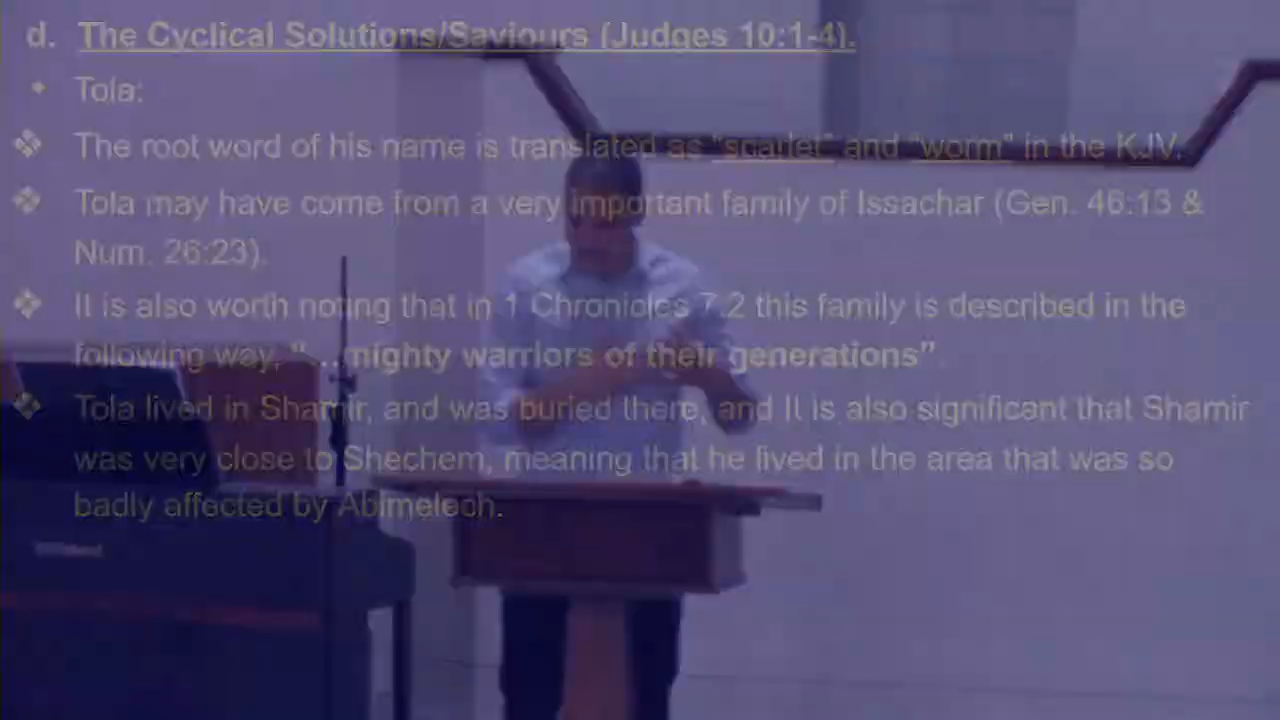 d. The Cyclical Solutions/Saviours (Judges 10:1-4).
• Tola:
❖ The root word of his name is translated as "scarlet" and "worm" in the KJV.
❖ Tola may have come from a very important family of Issachar (Gen. 46:13 &
Num. 26:23).
❖ It is also worth noting that in 1 Chronicles 7:2 this family is described in the
following way, "…mighty warriors of their generations".
❖ Tola lived in Shamir, and was buried there, and It is also significant that Shamir
was very close to Shechem, meaning that he lived in the area that was so
badly affected by Abimelech.
Roland